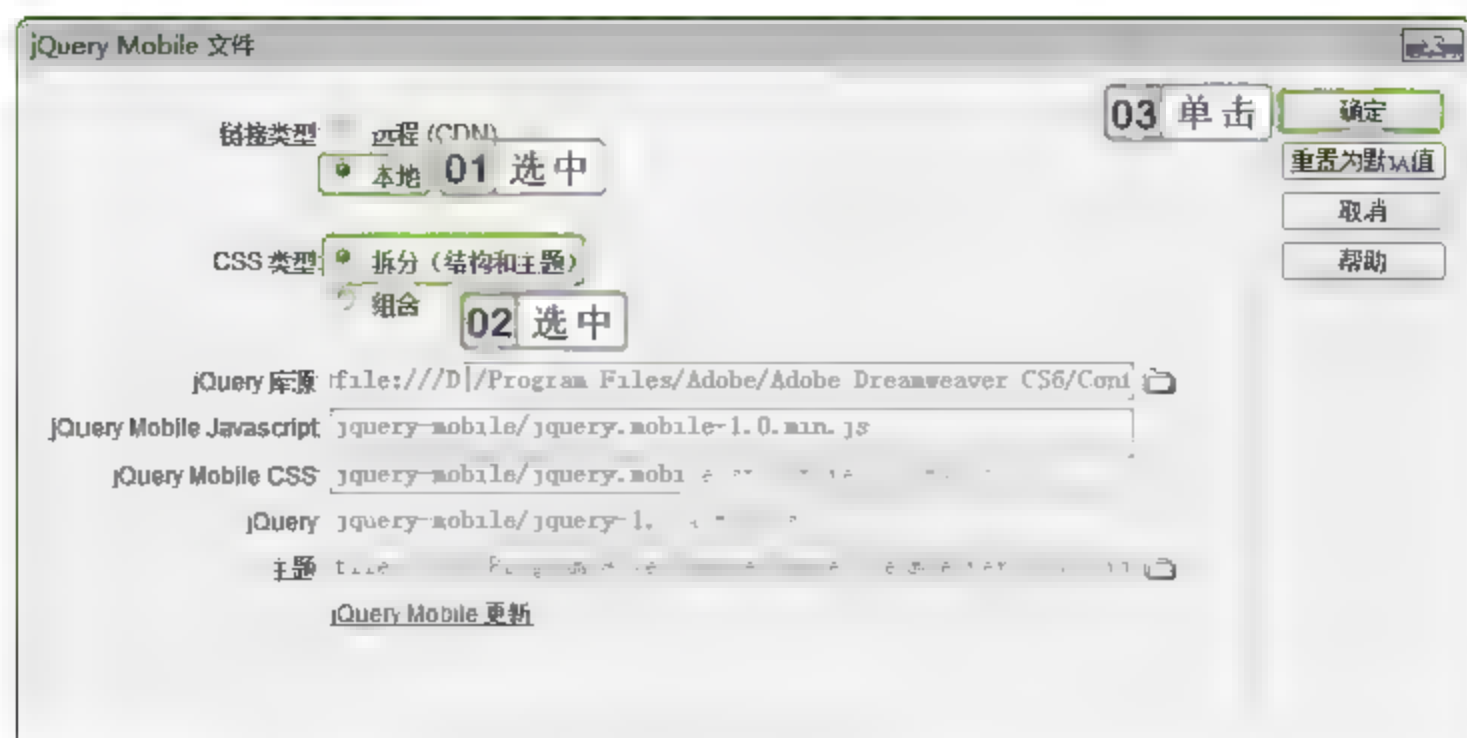 jQuery Mobile 文件
链接类型 远程 (CDN)
本地 01 选中
03 单击 确定
重置为默认值
取消
帮助
CSS 类型: 拆分 (结构和主题)
组合
02 选中
jQuery 库源 file:///D|/Program Files/Adobe/Adobe Dreamweaver CS6/Conf
jQuery Mobile Javascript jquery-mobile/jquery.mobile-1.0.min.js
jQuery Mobile CSS jquery-mobile/jquery.mobi
jQuery jquery-mobile/jquery-1.
主题
jQuery Mobile 更新